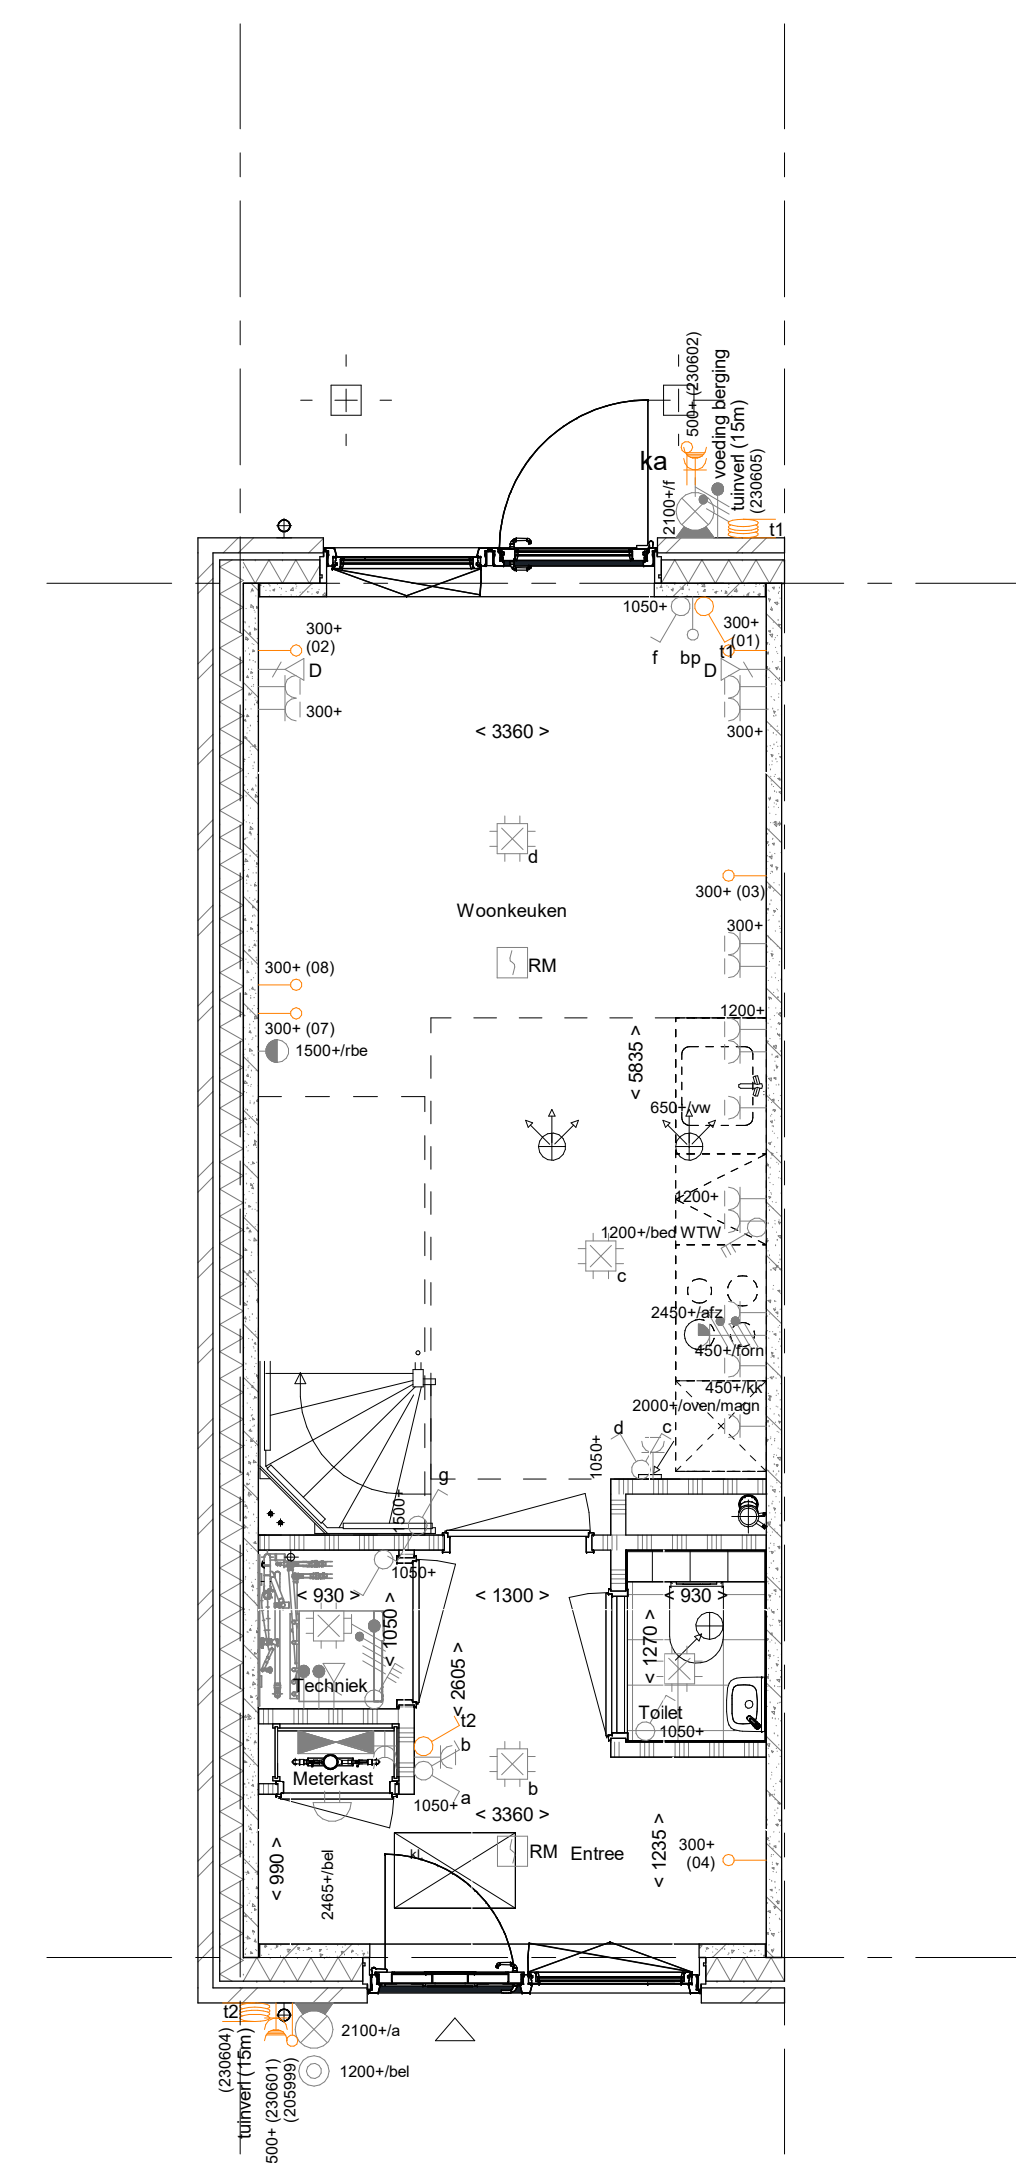 500+ (230602)
voeding berging
tuinverl (15m)
(230605)
ka
2100+/f
t1
1050+
300+
(02)
300+
(01)
t1
f
bp
D
D
300+
300+
< 3360 >
d
300+ (03)
Woonkeuken
300+
RM
300+ (08)
1200+
300+ (07)
1500+/rbe
< 5835 >
650+/vw
1200+
1200+/bed WTW
c
2450+/afz
450+/forn
450+/kk
2000+/oven/magn
d
c
1050+
g
1500+
1050+
< 930 >
< 1300 >
< 930 >
< 1050 >
< 1270 >
< 2605 >
Techniek
Toilet
1050+
t2
b
Meterkast
b
a
1050+
< 3360 >
< 1235 >
300+
(04)
kl
RM
Entree
< 990 >
2465+/bel
t2
2100+/a
1200+/bel
(230604)
tuinverl (15m)
500+ (230601)
(205999)